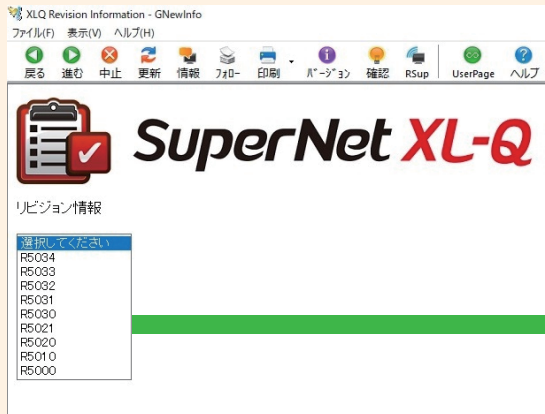 XLQ Revision Information - GNewInfo
ファイル(F) 表示(V) ヘルプ(H)
戻る 進む 中止 更新 情報 フォロー 印刷 バージョン 確認 RSup UserPage ヘルプ
SuperNet XL-Q
リビジョン情報
選択してください
R5034
R5033
R5032
R5031
R5030
R5021
R5020
R5010
R5000